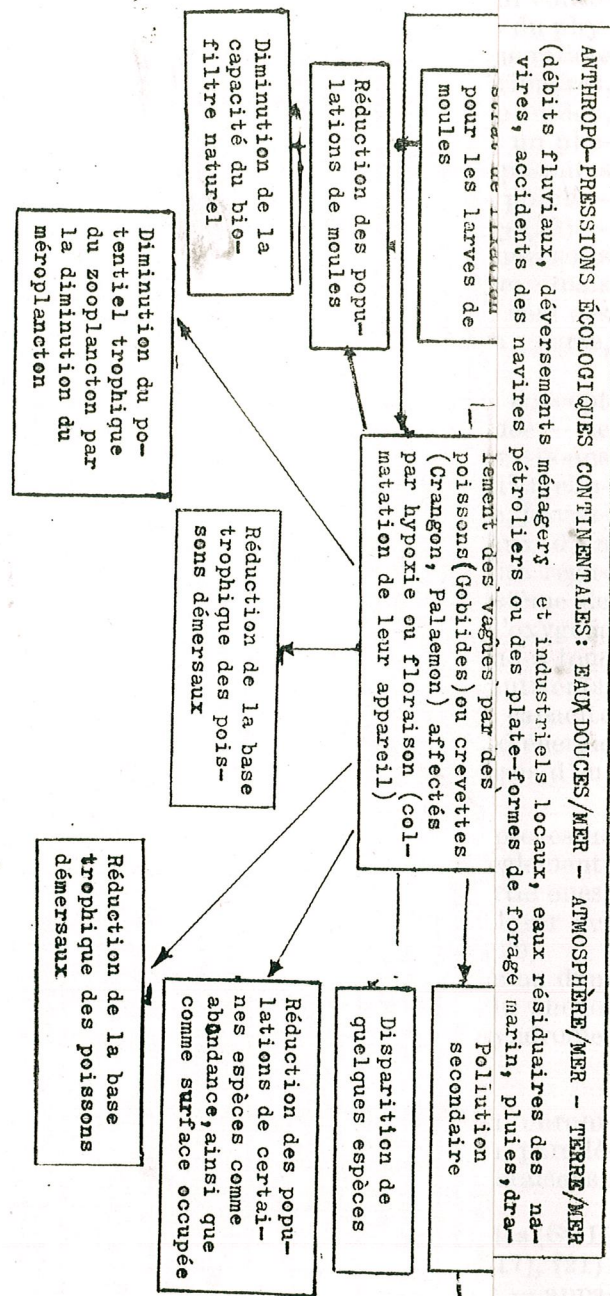 ANTHROPO-PRESSIONS ÉCOLOGIQUES CONTINENTALES: EAUX DOUCES/MER - ATMOSPHÈRE/MER - TERRE/MER
(débits fluviaux, déversements ménagers et industriels locaux, eaux résiduaires des na-
vires, accidents des navires pétroliers ou des plate-formes de forage marin, pluies, dra-
strat de fixation
pour les larves de
moules
Réduction des popu-
lations de moules
Diminution de la
capacité du bio-
filtre naturel
lement des vagues par des
poissons(Gobiides)ou crevettes
(Crangon, Palaemon) affectés
par hypoxie ou floraison (col-
matation de leur appareil)
Diminution du po-
tentiel trophique
du zooplancton par
la diminution du
méroplancton
Réduction de la base
trophique des pois-
sons démersaux
Pollution
secondaire
Disparition de
quelques espèces
Réduction des popu-
lations de certai-
nes espèces comme
abondance,ainsi que
comme surface occupée
Réduction de la base
trophique des poissons
démersaux